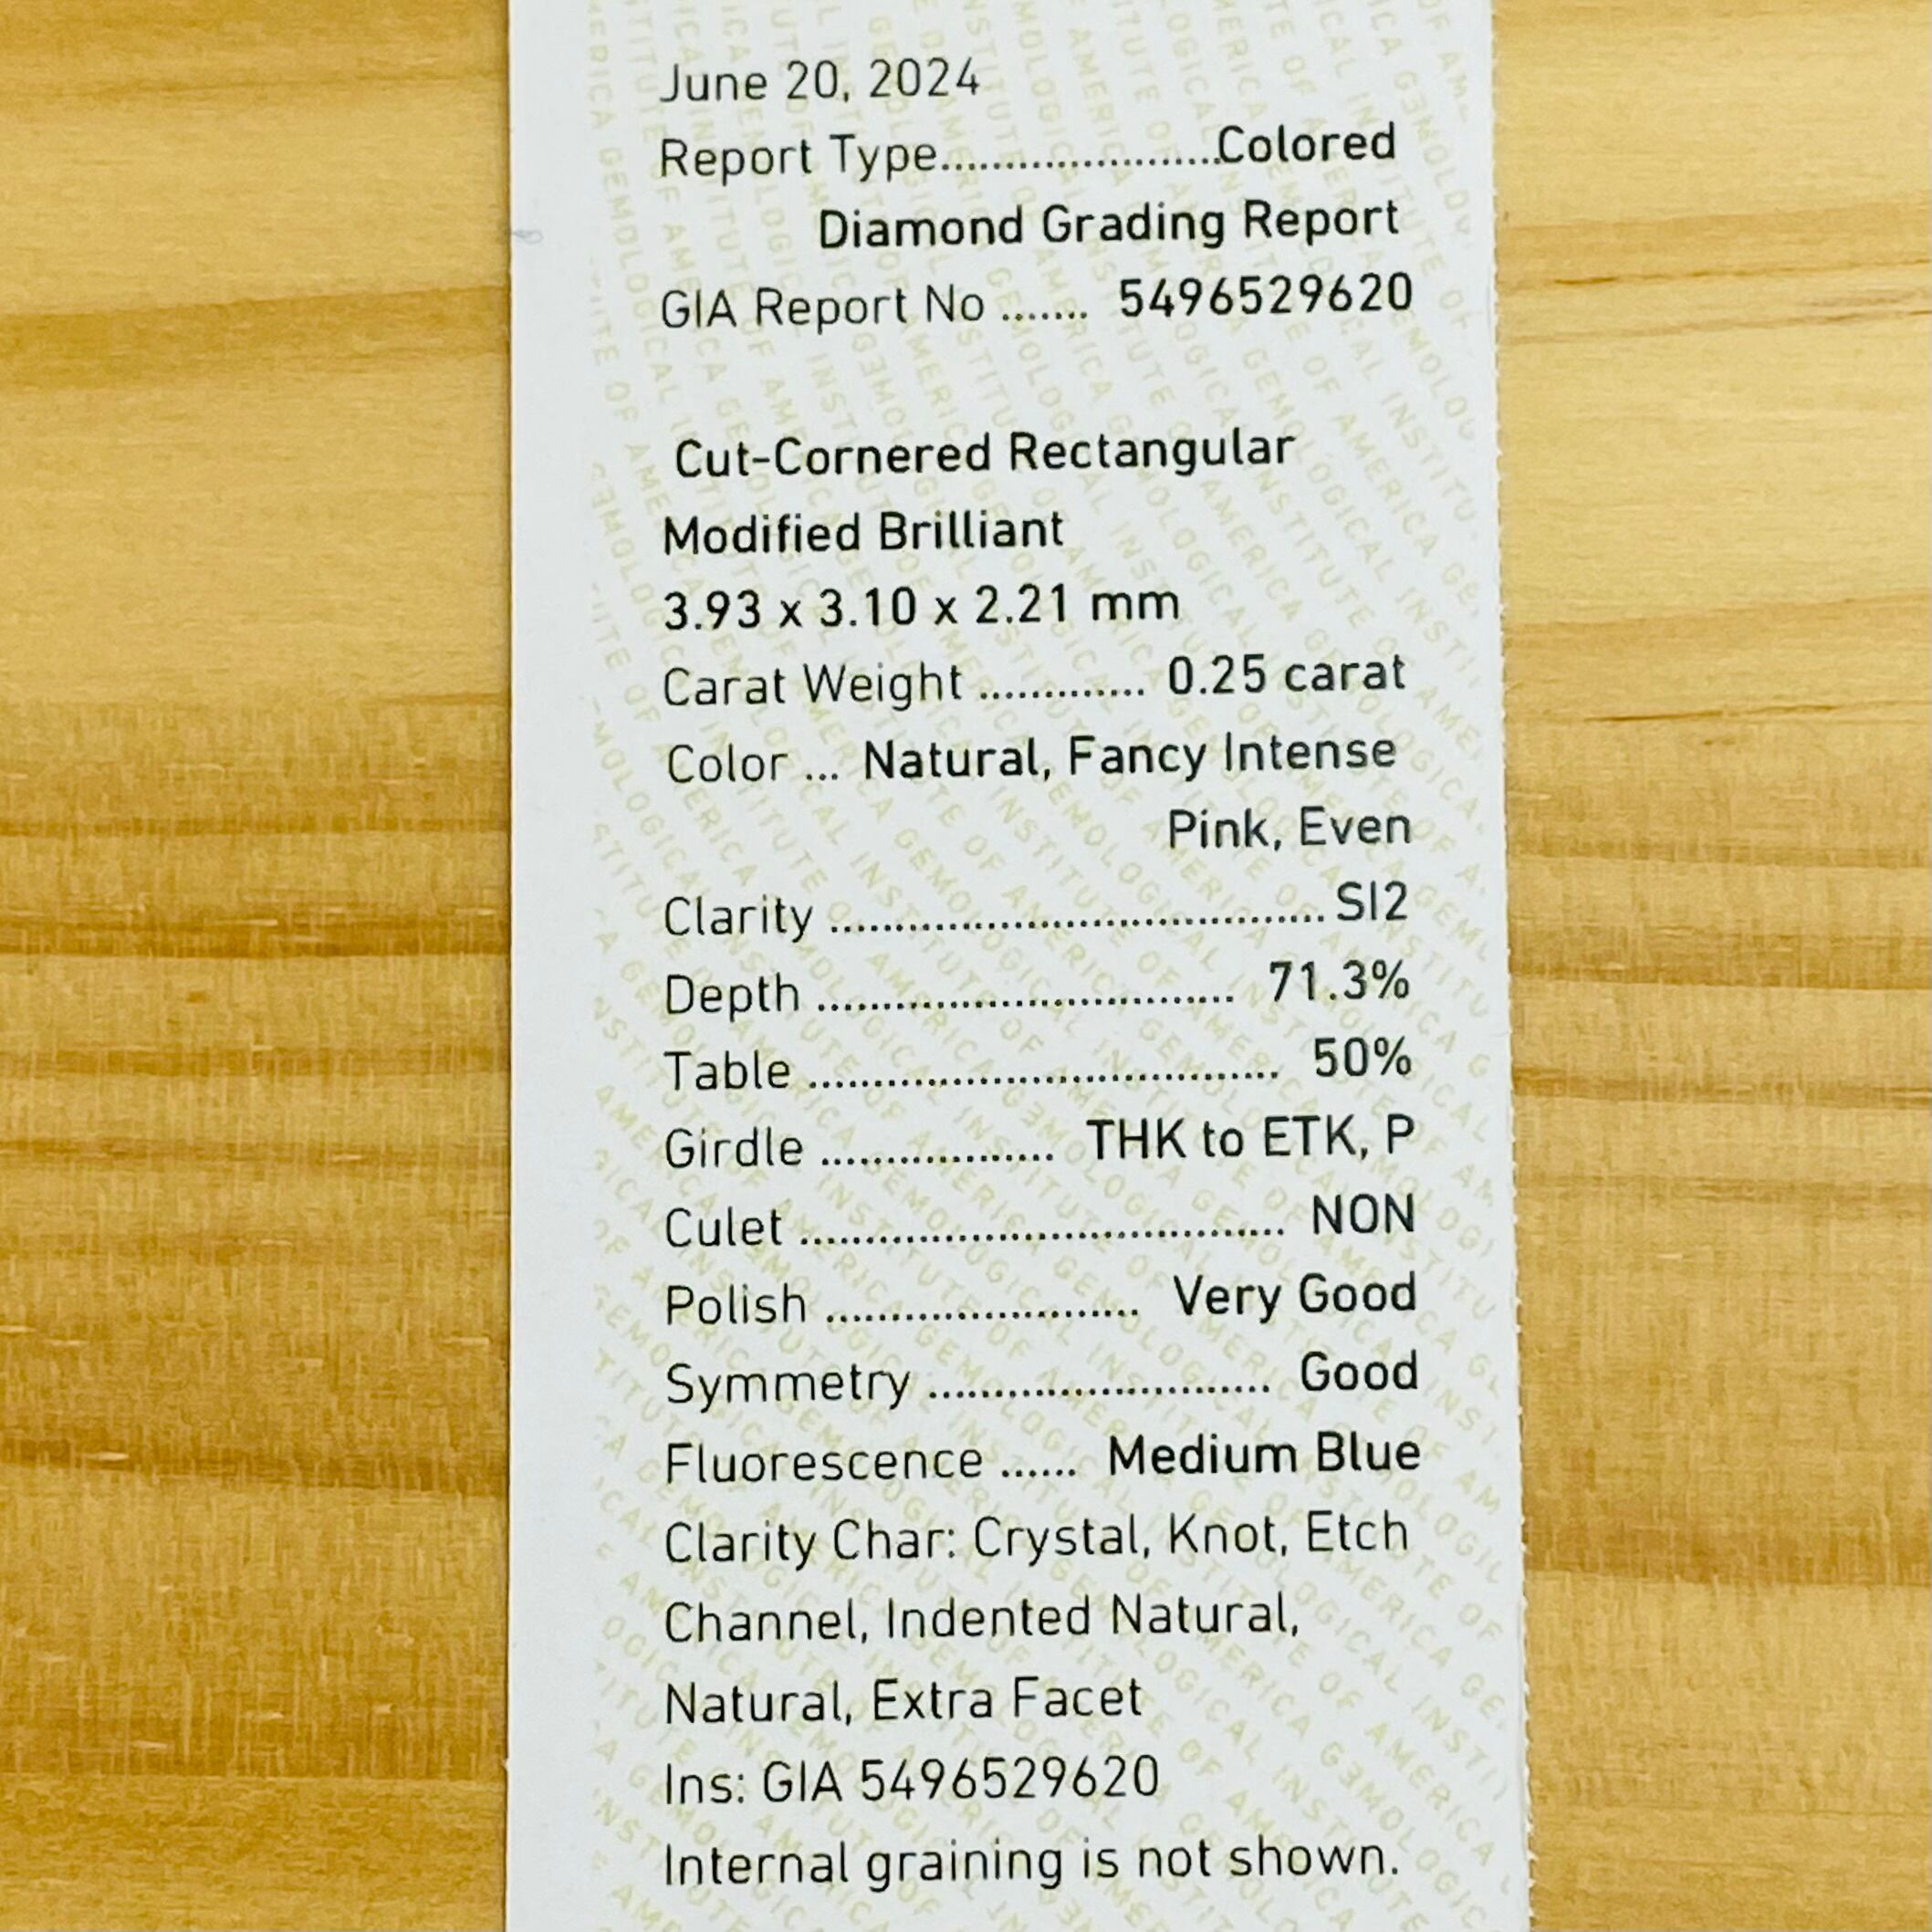 June 20, 2024
Report Type......................Colored
Diamond Grading Report
GIA Report No ....... 5496529620
Cut-Cornered Rectangular
Modified Brilliant
3.93 x 3.10 x 2.21 mm
Carat Weight ............. 0.25 carat
Color ... Natural, Fancy Intense
Pink, Even
Clarity ...................................... SI2
Depth ................................ 71.3%
Table .................................... 50%
Girdle .................. THK to ETK, P
Culet ..................................... NON
Polish ........................ Very Good
Symmetry .......................... Good
Fluorescence ...... Medium Blue
Clarity Char: Crystal, Knot, Etch
Channel, Indented Natural,
Natural, Extra Facet
Ins: GIA 5496529620
Internal graining is not shown.